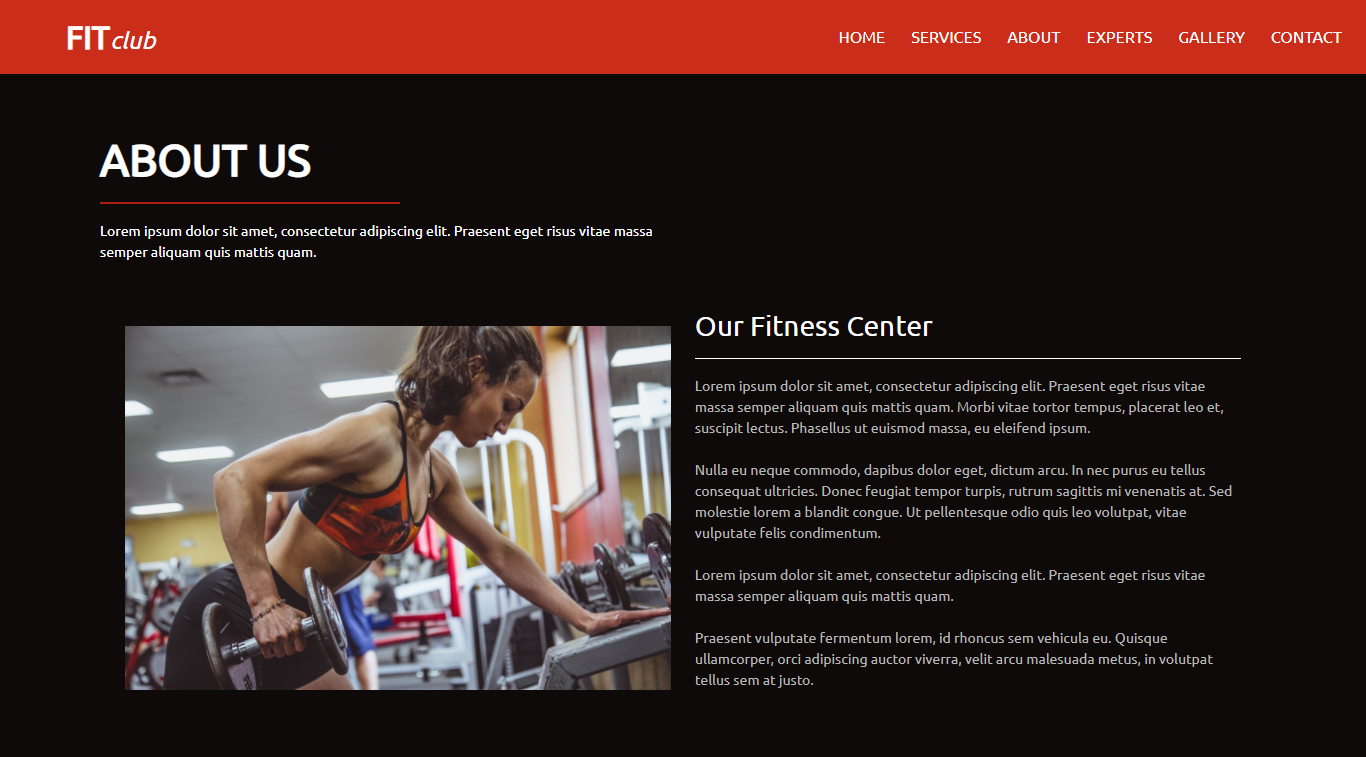 FIT club
HOME SERVICES ABOUT EXPERTS GALLERY CONTACT
ABOUT US
Lorem ipsum dolor sit amet, consectetur adipiscing elit. Praesent eget risus vitae massa
semper aliquam quis mattis quam.
Our Fitness Center
Lorem ipsum dolor sit amet, consectetur adipiscing elit. Praesent eget risus vitae
massa semper aliquam quis mattis quam. Morbi vitae tortor tempus, placerat leo et,
suscipit lectus. Phasellus ut euismod massa, eu eleifend ipsum.
Nulla eu neque commodo, dapibus dolor eget, dictum arcu. In nec purus eu tellus
consequat ultricies. Donec feugiat tempor turpis, rutrum sagittis mi venenatis at. Sed
molestie lorem a blandit congue. Ut pellentesque odio quis leo volutpat, vitae
vulputate felis condimentum.
Lorem ipsum dolor sit amet, consectetur adipiscing elit. Praesent eget risus vitae
massa semper aliquam quis mattis quam.
Praesent vulputate fermentum lorem, id rhoncus sem vehicula eu. Quisque
ullamcorper, orci adipiscing auctor viverra, velit arcu malesuada metus, in volutpat
tellus sem at justo.